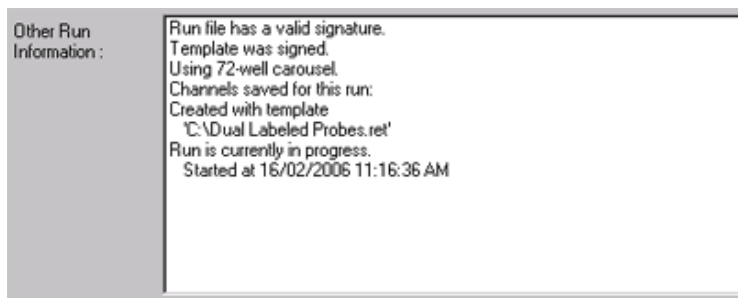 Other Run
Information :
Run file has a valid signature.
Template was signed.
Using 72-well carousel.
Channels saved for this run:
Created with template
'C:\Dual Labeled Probes.ret'
Run is currently in progress.
Started at 16/02/2006 11:16:36 AM